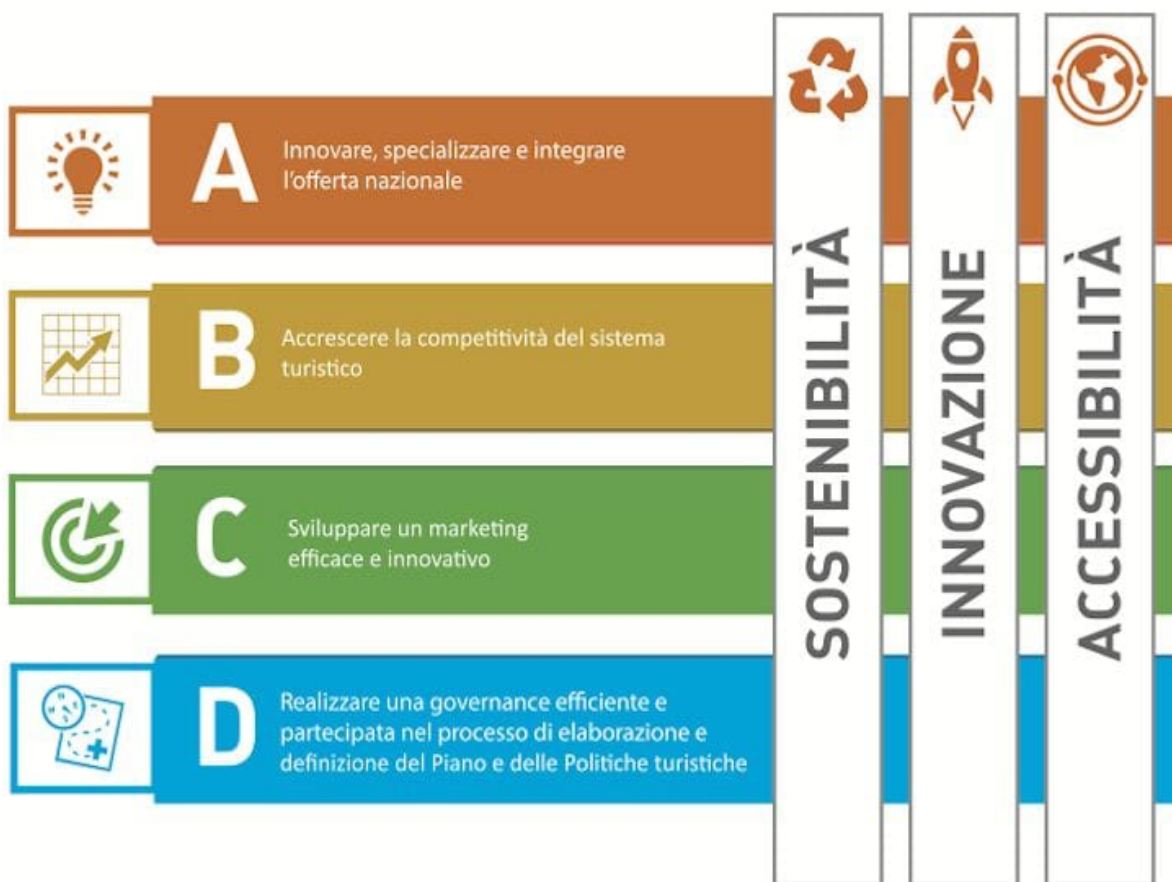 A
Innovare, specializzare e integrare
l'offerta nazionale
B
Accrescere la competitività del sistema
turistico
C
Sviluppare un marketing
efficace e innovativo
D
Realizzare una governance efficiente e
partecipata nel processo di elaborazione e
definizione del Piano e delle Politiche turistiche
SOSTENIBILITÀ
INNOVAZIONE
ACCESSIBILITÀ